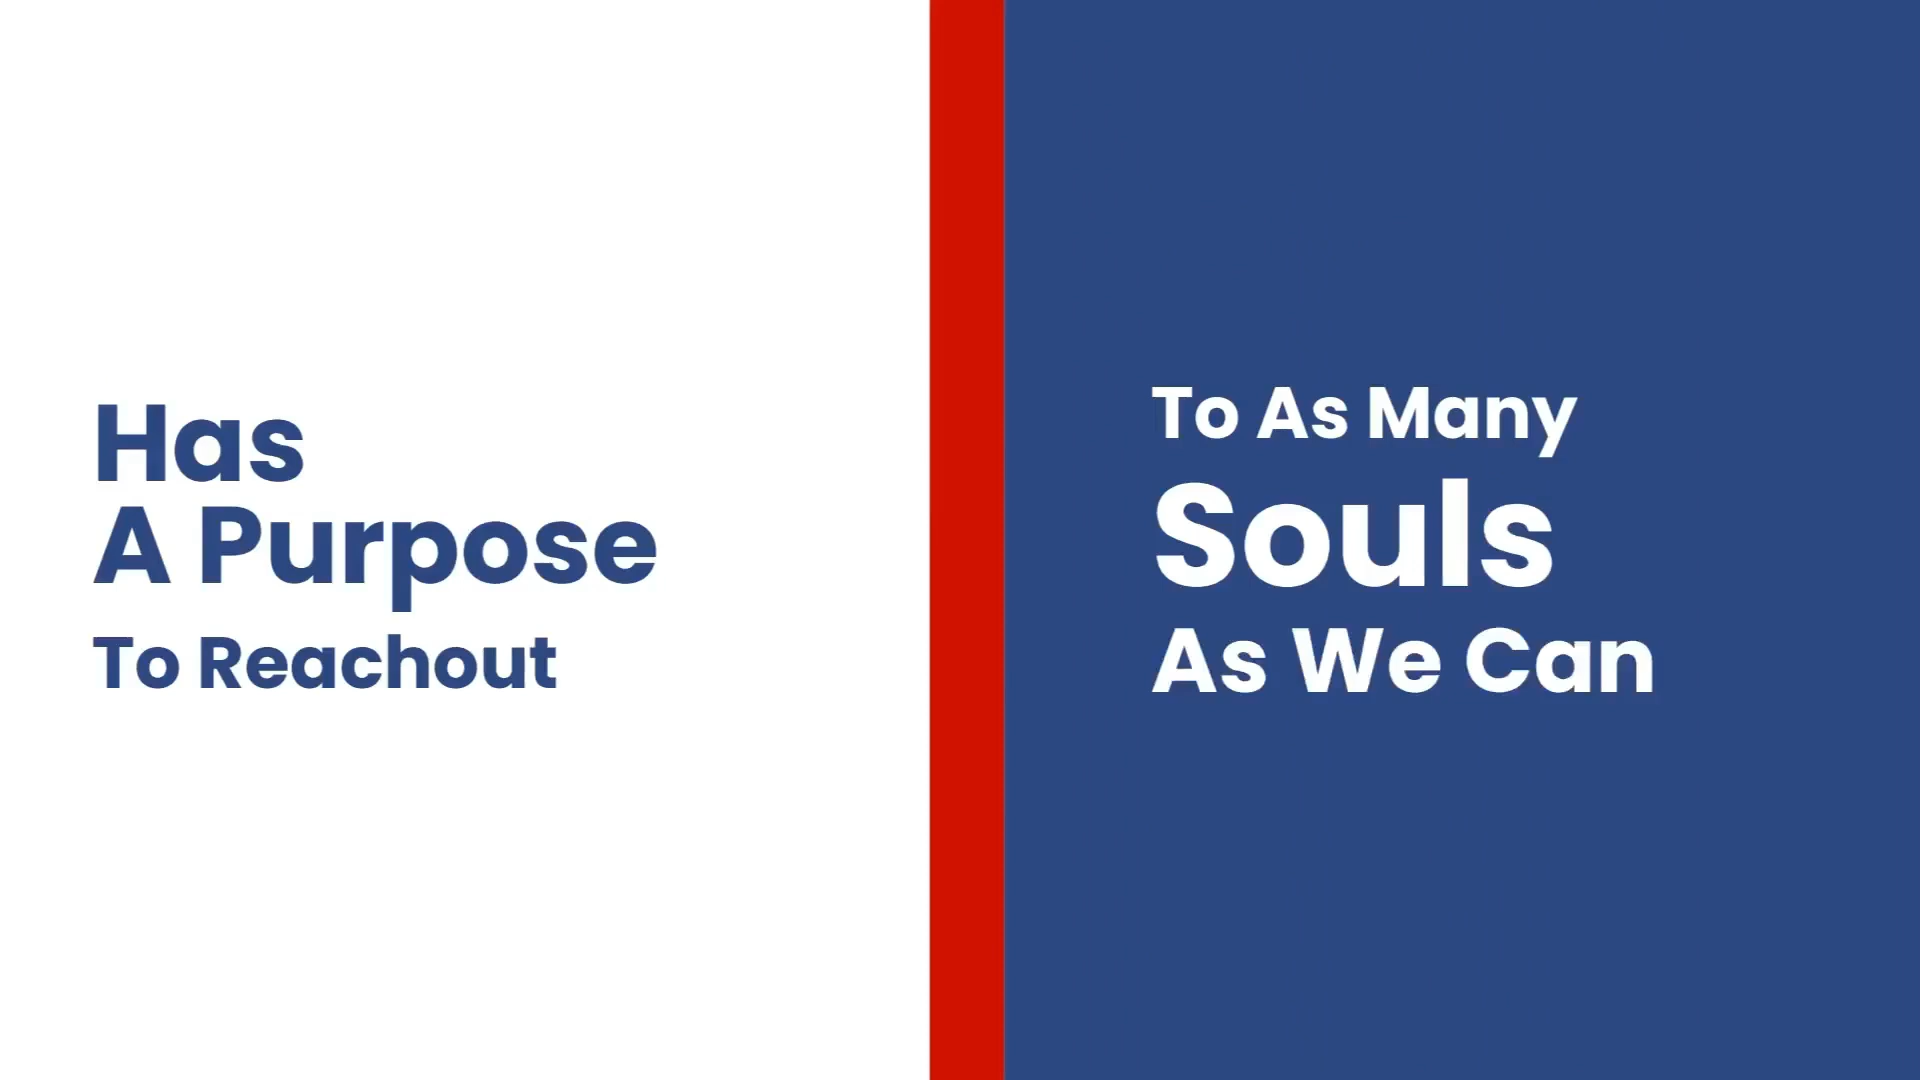 Has
A Purpose
To Reachout
To As Many
Souls
As We Can